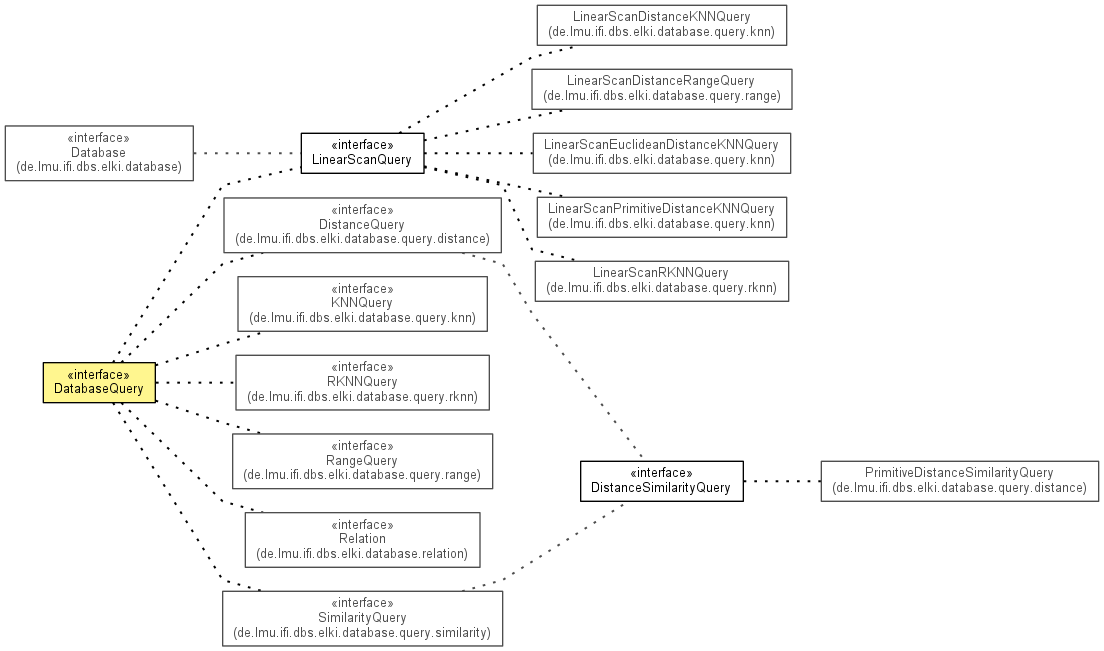 LinearScanDistanceKNNQuery
(de.lmu.ifi.dbs.elki.database.query.knn)
LinearScanDistanceRangeQuery
(de.lmu.ifi.dbs.elki.database.query.range)
«interface»
Database
(de.lmu.ifi.dbs.elki.database)
«interface»
LinearScanQuery
LinearScanEuclideanDistanceKNNQuery
(de.lmu.ifi.dbs.elki.database.query.knn)
«interface»
DistanceQuery
(de.lmu.ifi.dbs.elki.database.query.distance)
LinearScanPrimitiveDistanceKNNQuery
(de.lmu.ifi.dbs.elki.database.query.knn)
LinearScanRKNNQuery
(de.lmu.ifi.dbs.elki.database.query.rknn)
«interface»
KNNQuery
(de.lmu.ifi.dbs.elki.database.query.knn)
«interface»
DatabaseQuery
«interface»
RKNNQuery
(de.lmu.ifi.dbs.elki.database.query.rknn)
«interface»
RangeQuery
(de.lmu.ifi.dbs.elki.database.query.range)
«interface»
DistanceSimilarityQuery
PrimitiveDistanceSimilarityQuery
(de.lmu.ifi.dbs.elki.database.query.distance)
«interface»
Relation
(de.lmu.ifi.dbs.elki.database.relation)
«interface»
SimilarityQuery
(de.lmu.ifi.dbs.elki.database.query.similarity)